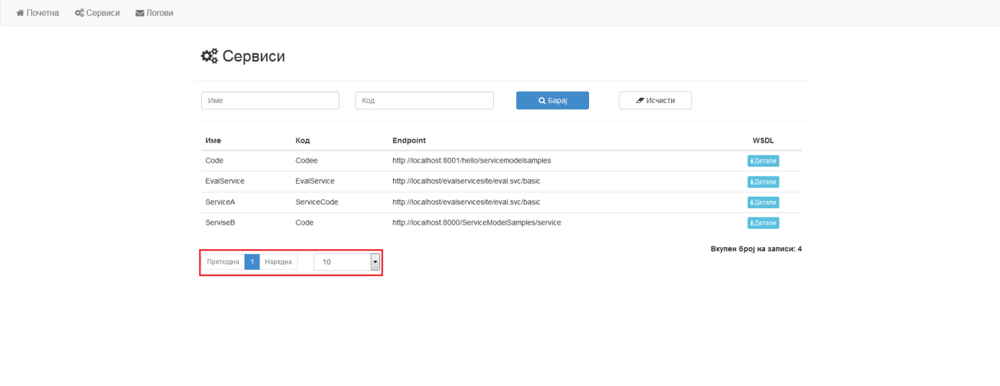 Почетна Сервиси Логови
Сервиси
Име Код Барај Исчисти
Име Код Endpoint WSDL
Code Codee http://localhost:8001/hello/servicemodelsamples Детали
EvalService EvalService http://localhost/evalservicesite/eval.svc/basic Детали
ServiceA ServiceCode http://localhost/evalservicesite/eval.svc/basic Детали
ServiseB Code http://localhost:8000/ServiceModelSamples/service Детали
Вкупен број на записи: 4
Претходна 1 Наредна 10